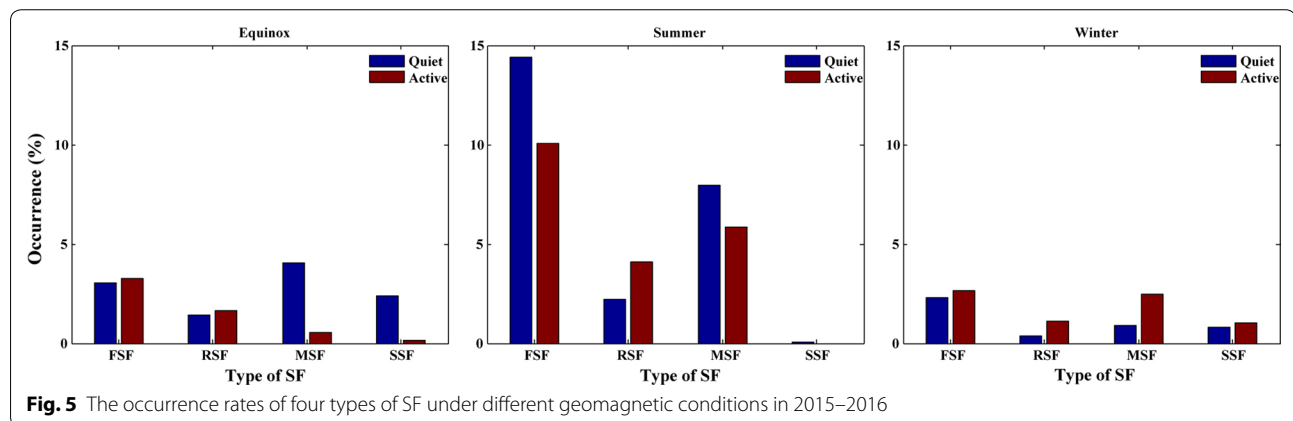 Equinox
Summer
Winter
15
10
5
0
Occurrence (%)
Quiet
Active
FSF RSF MSF SSF
Type of SF
15
10
5
0
Quiet
Active
FSF RSF MSF SSF
Type of SF
15
10
5
0
Quiet
Active
FSF RSF MSF SSF
Type of SF
Fig. 5 The occurrence rates of four types of SF under different geomagnetic conditions in 2015–2016